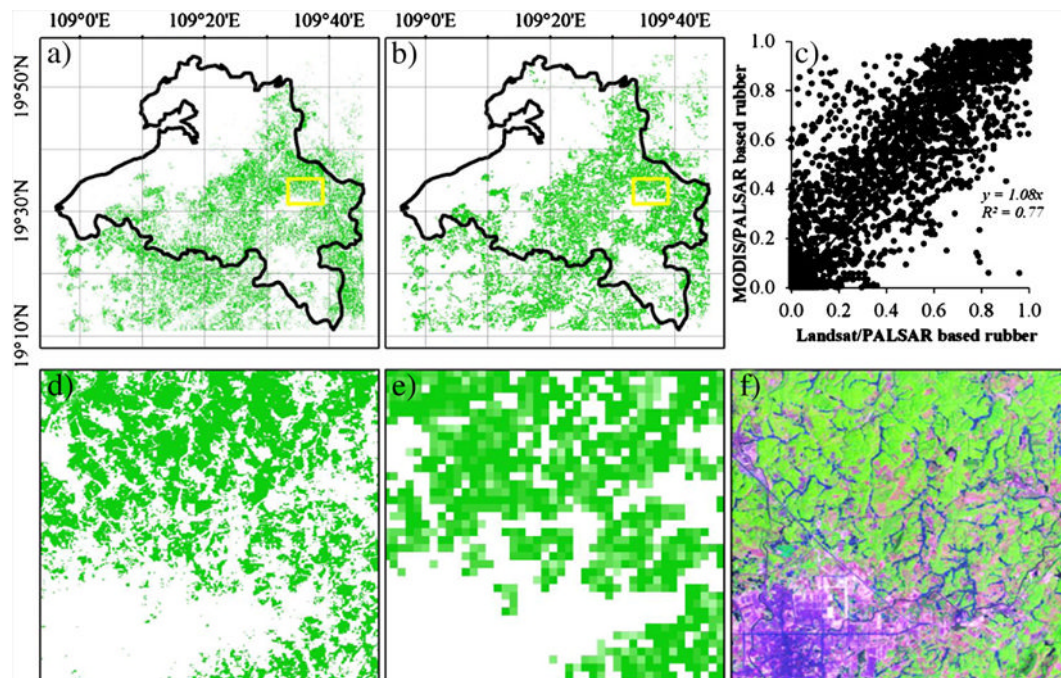 109°0'E 109°20'E 109°40'E 109°0'E 109°20'E 109°40'E
a)
b)
c)
19°50'N
19°30'N
19°10'N
1.0
0.8
0.6
0.4
0.2
0.0
MODIS/PALSAR based rubber
y = 1.08x
R² = 0.77
0.0 0.2 0.4 0.6 0.8 1.0
Landsat/PALSAR based rubber
d)
e)
f)